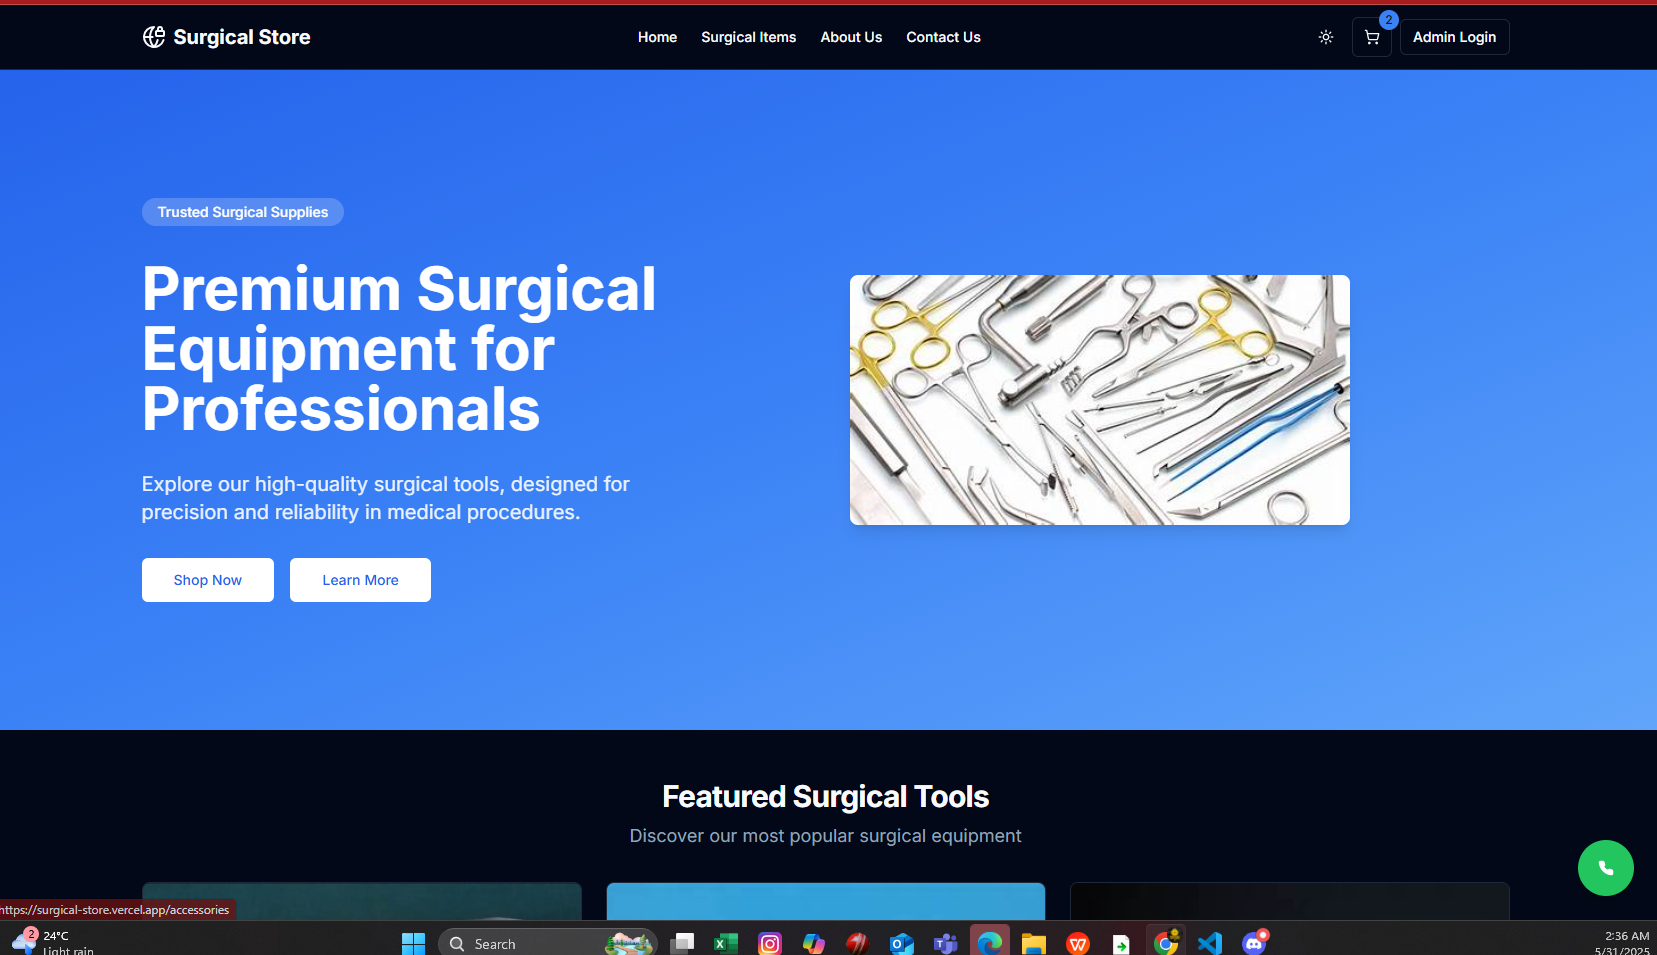 Surgical Store
Home
Surgical Items
About Us
Contact Us
2
Admin Login
Trusted Surgical Supplies
Premium Surgical
Equipment for
Professionals
Explore our high-quality surgical tools, designed for
precision and reliability in medical procedures.
Shop Now
Learn More
Featured Surgical Tools
Discover our most popular surgical equipment
https://surgical-store.vercel.app/accessories
2
24°C
Light rain
Search
2:36 AM
5/31/2025